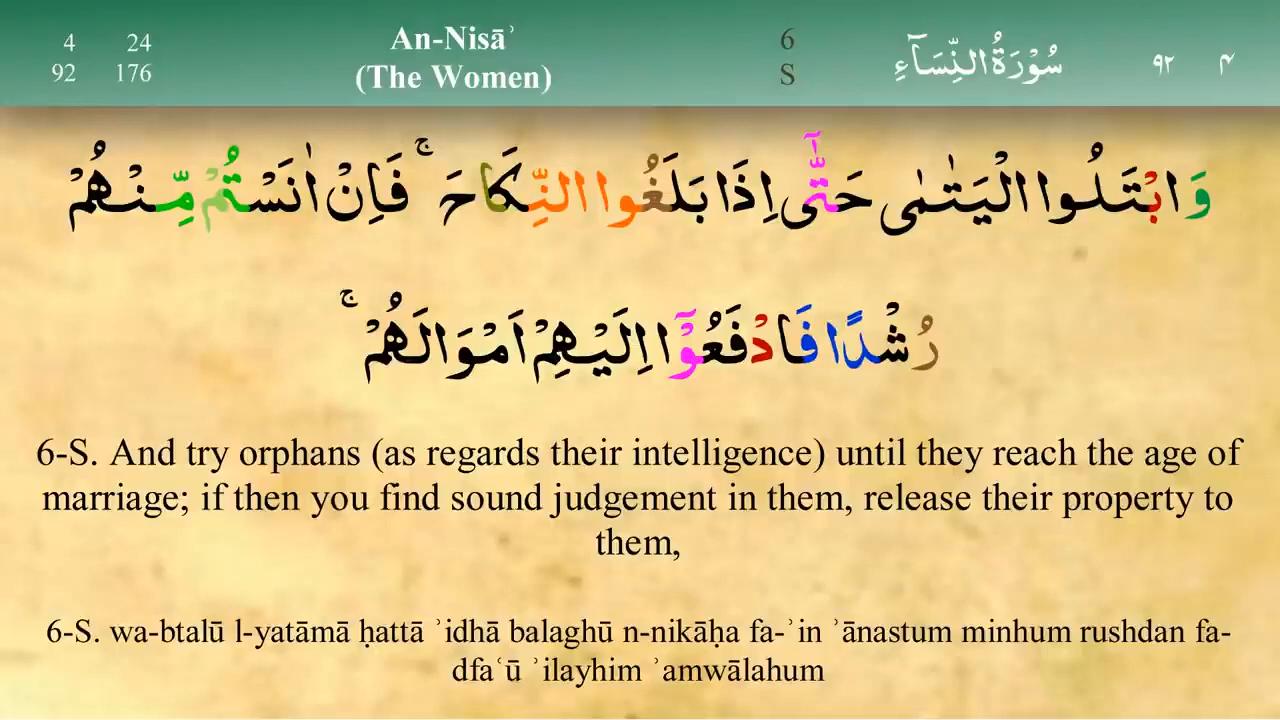 4 24 An-Nisāʾ 6 سُوْرَةُ النِّسَآءِ ٩٢ ۴
92 176 (The Women) S
وَابْتَلُوا الْيَتٰمٰى حَتّٰٓى اِذَا بَلَغُوا النِّكَاحَ ۚ فَاِنْ اٰنَسْتُمْ مِّنْهُمْ
رُشْدًا فَادْفَعُوْٓا اِلَيْهِمْ اَمْوَالَهُمْ ۚ
6-S. And try orphans (as regards their intelligence) until they reach the age of
marriage; if then you find sound judgement in them, release their property to
them,
6-S. wa-btalū l-yatāmā ḥattā ʾidhā balaghū n-nikāḥa fa-ʾin ʾānastum minhum rushdan fa-
dfaʿū ʾilayhim ʾamwālahum